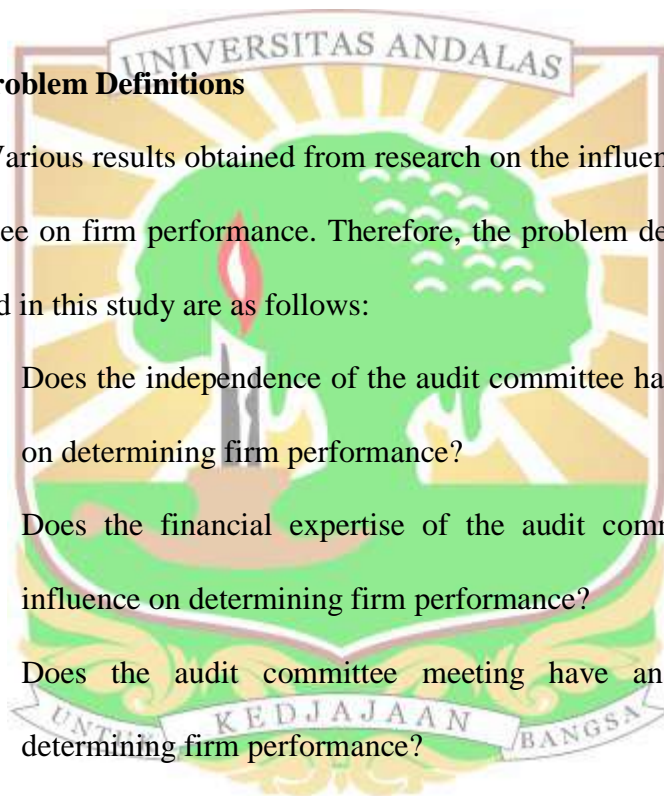 UNIVERSITAS ANDALAS
roblem Definitions
Various results obtained from research on the influen
ee on firm performance. Therefore, the problem de
d in this study are as follows:
Does the independence of the audit committee ha
on determining firm performance?
Does the financial expertise of the audit comm
influence on determining firm performance?
Does the audit committee meeting have an
UNTUK KEDJAJAAN BANGSA
determining firm performance?